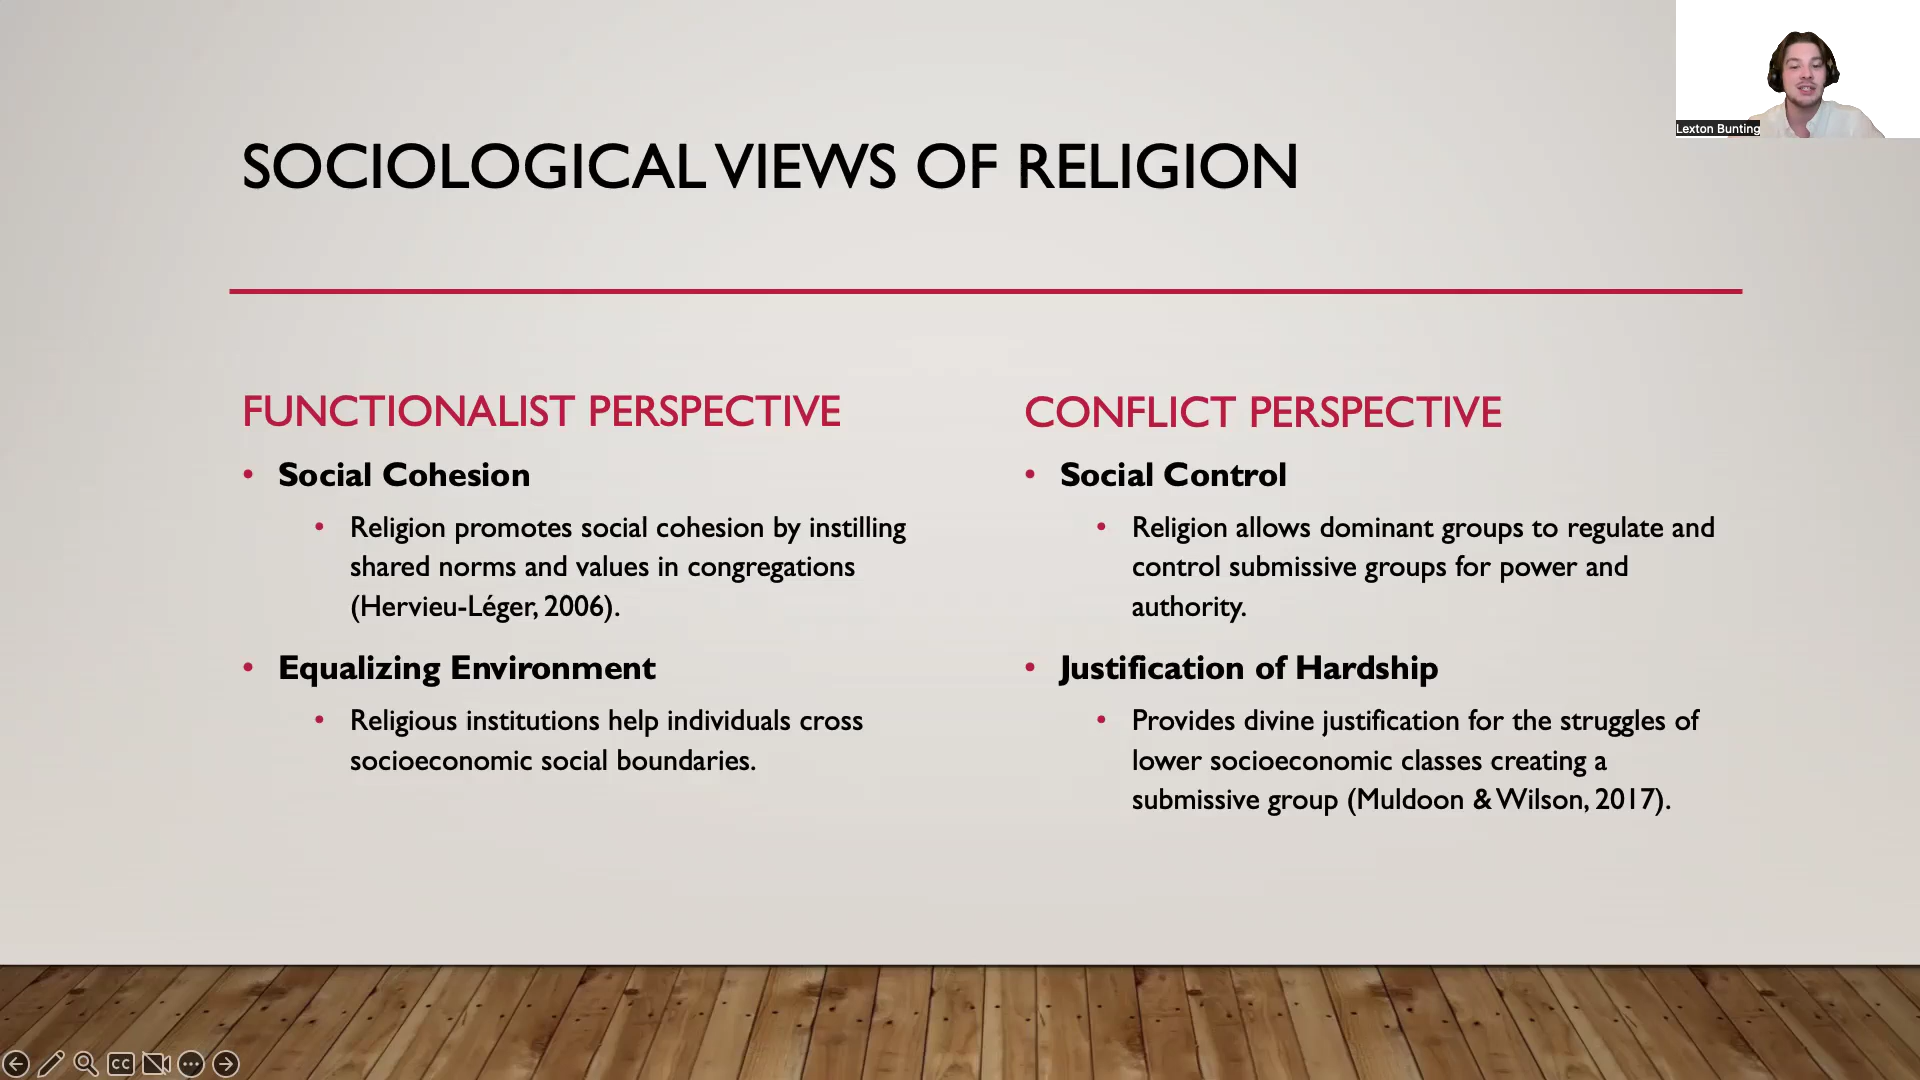 Lexton Bunting
SOCIOLOGICAL VIEWS OF RELIGION
FUNCTIONALIST PERSPECTIVE
• Social Cohesion
• Religion promotes social cohesion by instilling
shared norms and values in congregations
(Hervieu-Léger, 2006).
• Equalizing Environment
• Religious institutions help individuals cross
socioeconomic social boundaries.
CONFLICT PERSPECTIVE
• Social Control
• Religion allows dominant groups to regulate and
control submissive groups for power and
authority.
• Justification of Hardship
• Provides divine justification for the struggles of
lower socioeconomic classes creating a
submissive group (Muldoon & Wilson, 2017).
CC